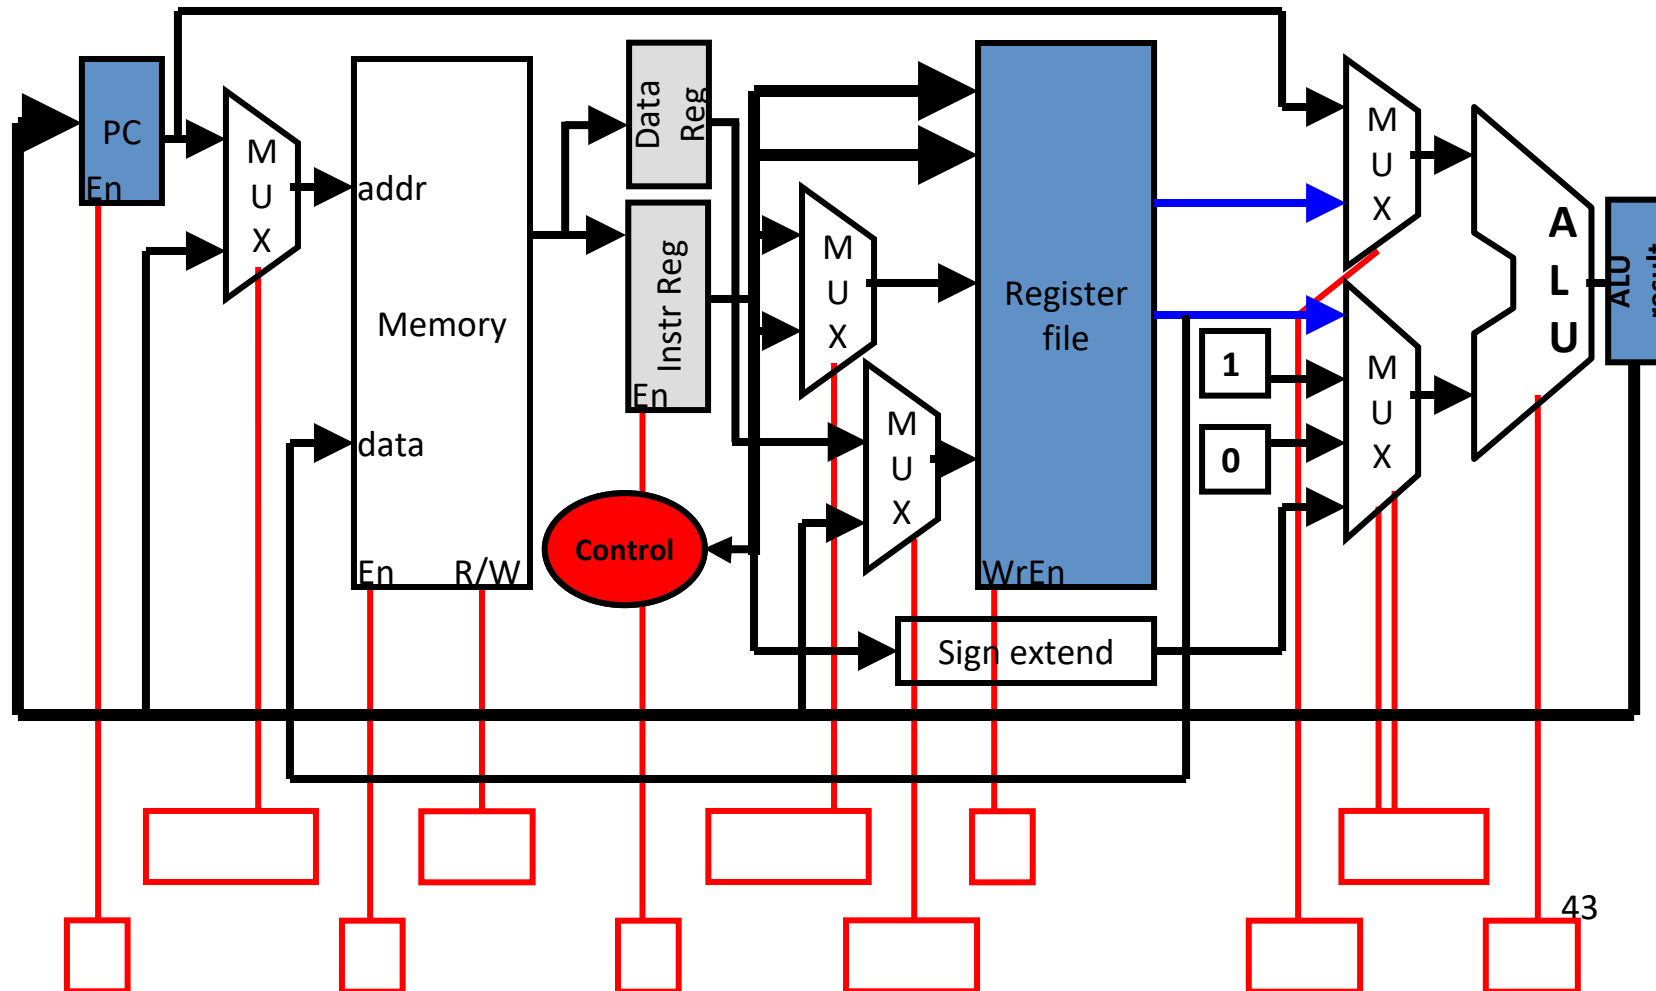 PC
En
M
U
X
addr
Memory
data
En R/W
Data
Reg
Instr Reg
En
Control
M
U
X
M
U
X
Register
file
WrEn
Sign extend
M
U
X
1
0
M
U
X
A
L
U
ALU
result
43